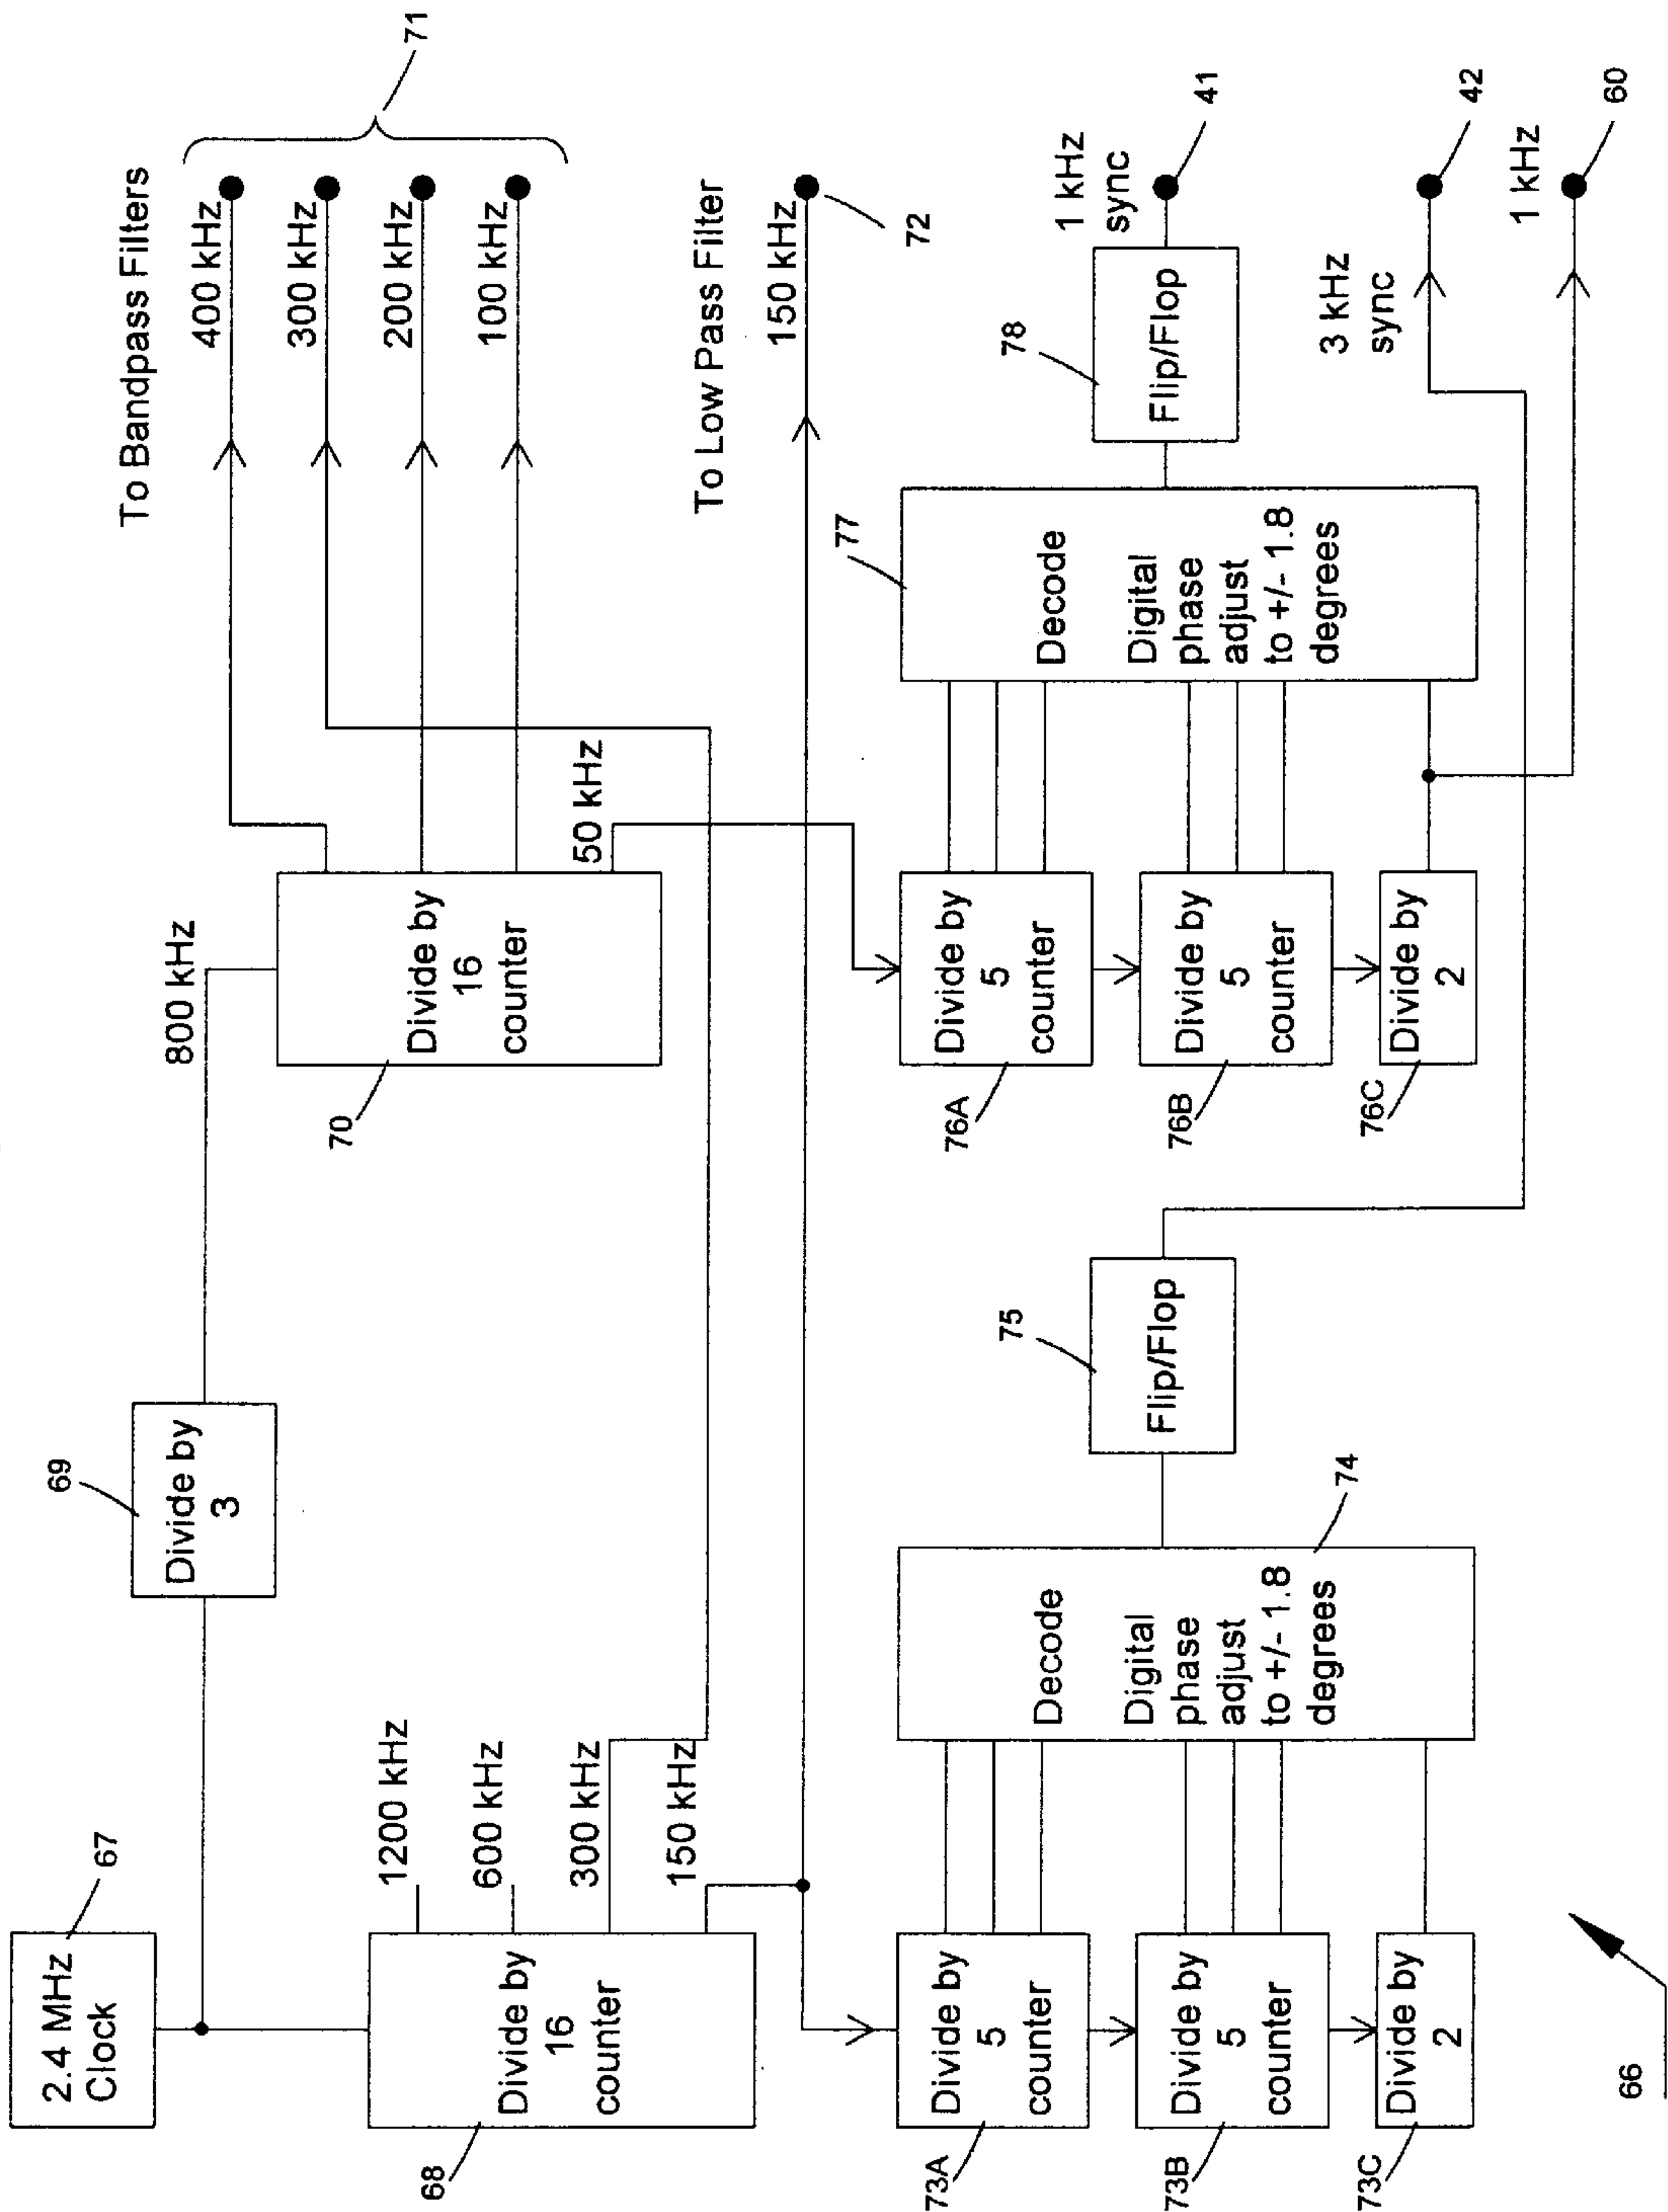 2.4 MHz
Clock
67
69
Divide by
3
800 kHz
To Bandpass Filters
400 kHz
300 kHz
200 kHz
100 kHz
71
Divide by
16
counter
70
50 kHz
Divide by
16
counter
68
1200 kHz
600 kHz
300 kHz
150 kHz
To Low Pass Filter
150 kHz
72
Divide by
5
counter
73A
Divide by
5
counter
73B
Divide by
2
73C
Decode
Digital
phase
adjust
to +/- 1.8
degrees
74
Flip/Flop
75
Divide by
5
counter
76A
Divide by
5
counter
76B
Divide by
2
76C
Decode
Digital
phase
adjust
to +/- 1.8
degrees
77
Flip/Flop
78
1 kHz
sync
41
3 kHz
sync
42
1 kHz
60
66